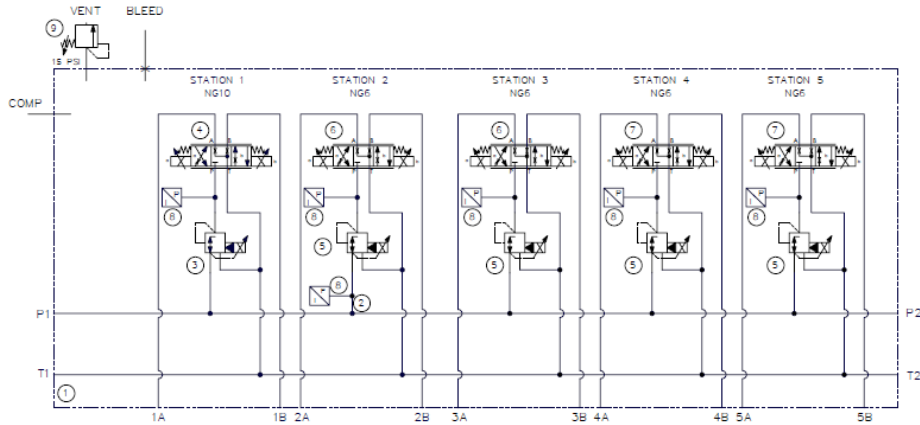 VENT BLEED
9
15 PSI
STATION 1 STATION 2 STATION 3 STATION 4 STATION 5
NG10 NG6 NG6 NG6 NG6
COMP
4 6 6 7 7
A B A B A B A B A B
P T P T P T P T P T
P P P P P
I I I I I
8 8 8 8 8
3 5 5 5 5
P 8 2
I
P1 P2
T1 T2
1
1A 1B 2A 2B 3A 3B 4A 4B 5A 5B